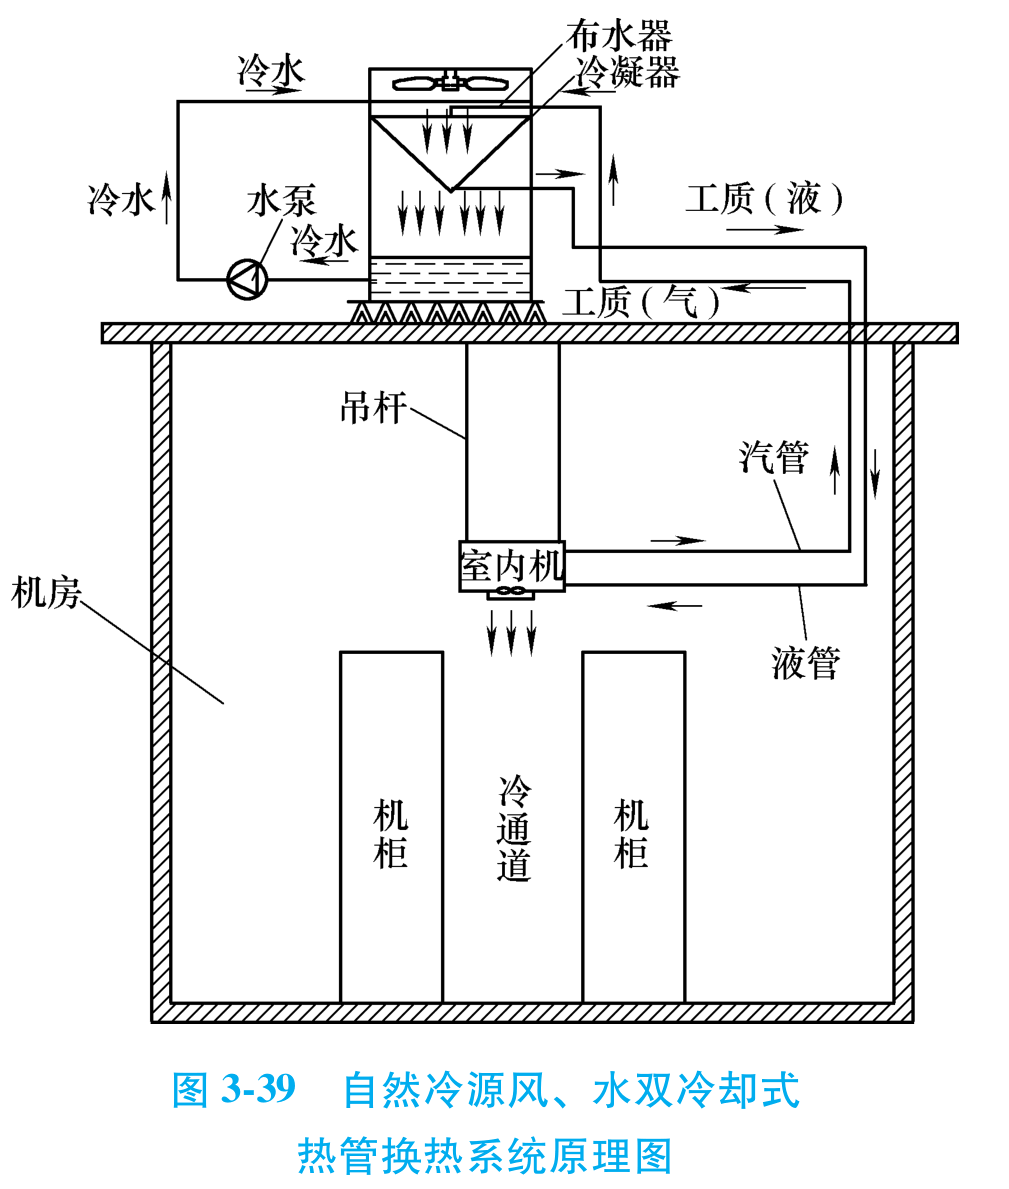 布水器
冷水
冷凝器
冷水
水泵
冷水
工质(液)
工质(气)
吊杆
汽管
室内机
机房
液管
机柜
冷通道
机柜
图 3-39 自然冷源风、水双冷却式
热管换热系统原理图